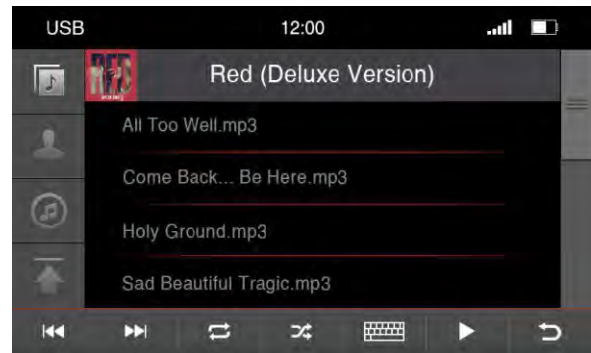 USB 12:00
RED
Red (Deluxe Version)
All Too Well.mp3
Come Back... Be Here.mp3
Holy Ground.mp3
Sad Beautiful Tragic.mp3